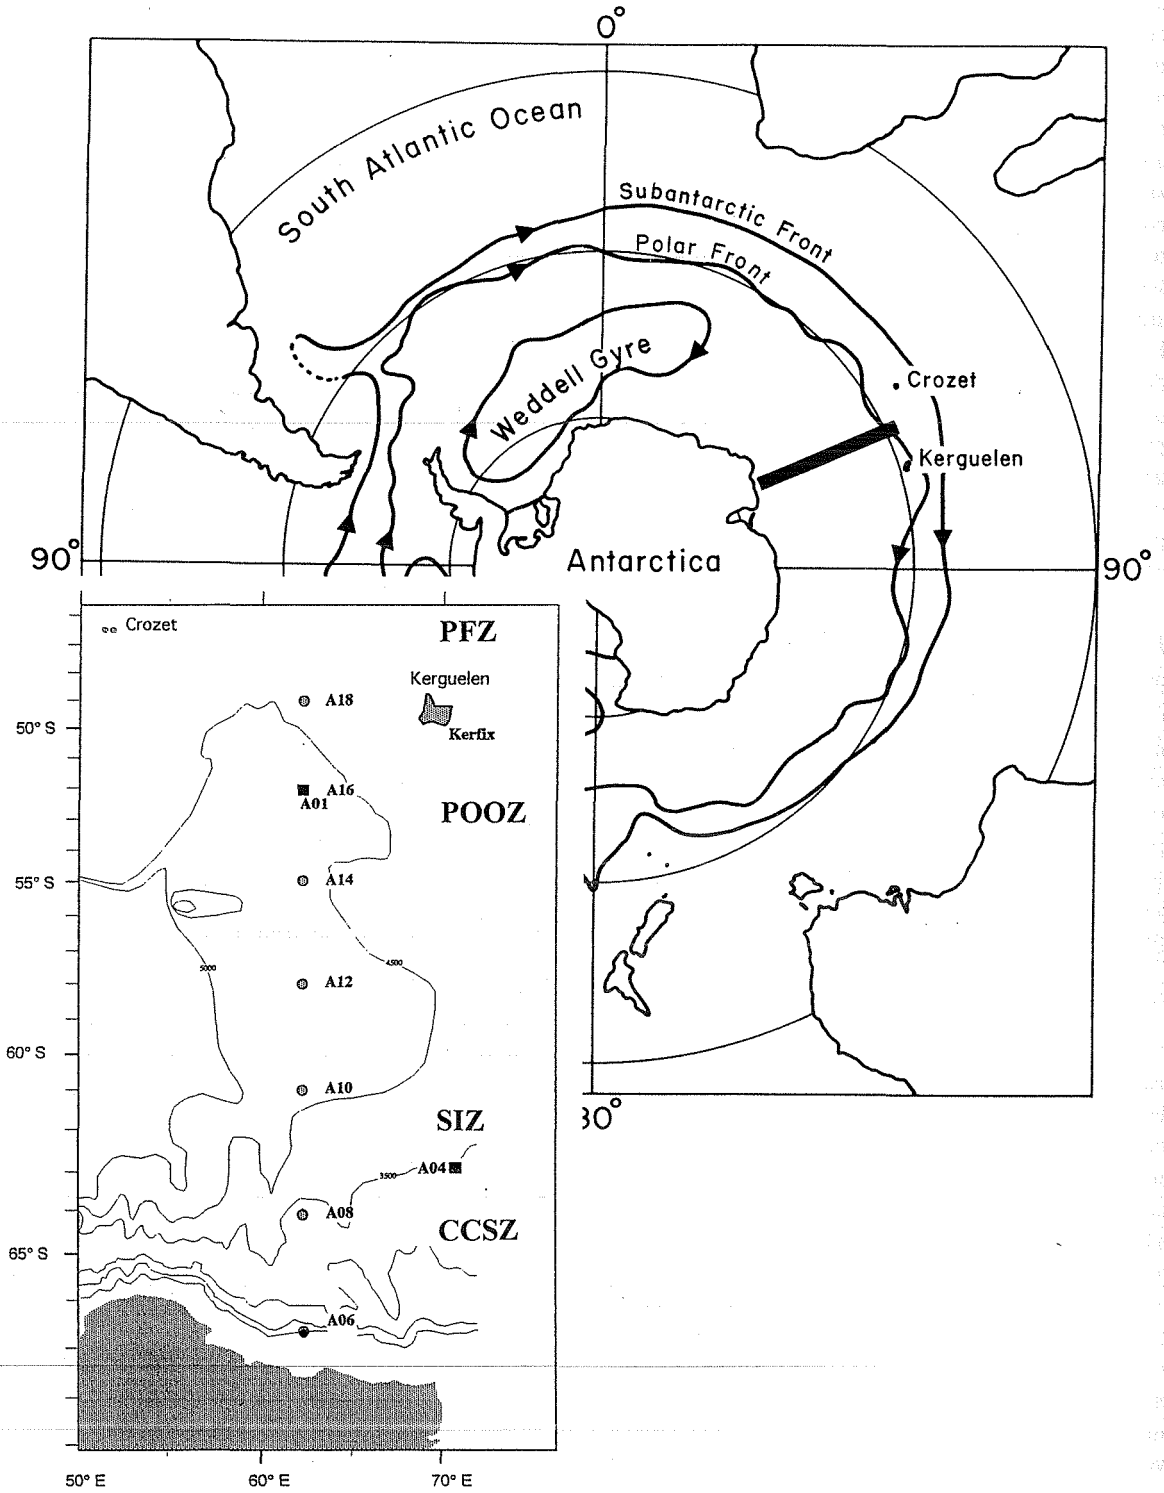 0°
South Atlantic Ocean
Subantarctic Front
Polar Front
Weddell Gyre
Crozet
Kerguelen
90°
Antarctica
90°
Crozet
PFZ
Kerguelen
A18
50° S
Kerfix
A16
A01
POOZ
A14
55° S
5000
4500
A12
60° S
A10
SIZ
A04
3500
A08
CCSZ
65° S
A06
50° E
60° E
70° E
80°